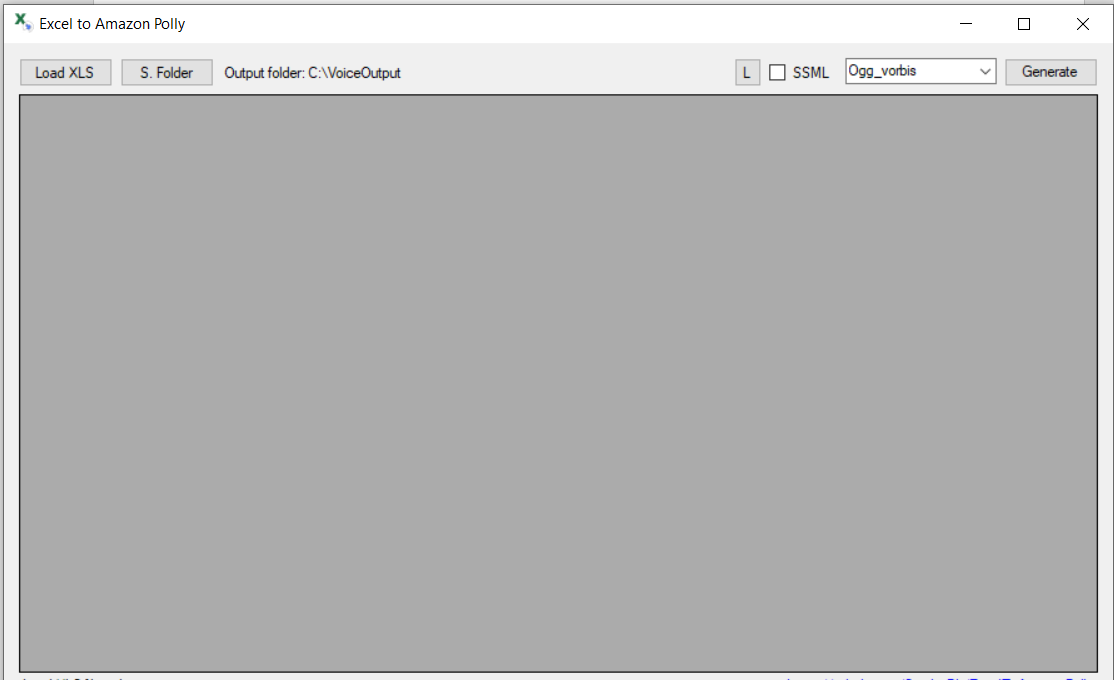 Excel to Amazon Polly
Load XLS S. Folder Output folder: C:\VoiceOutput L SSML Ogg_vorbis Generate